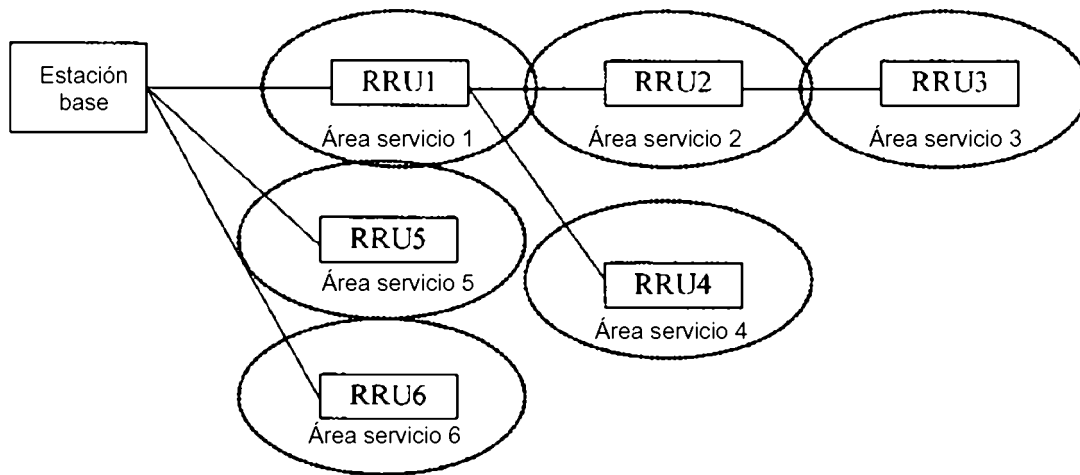 Estación
base
RRU1
Área servicio 1
RRU2
Área servicio 2
RRU3
Área servicio 3
RRU5
Área servicio 5
RRU4
Área servicio 4
RRU6
Área servicio 6